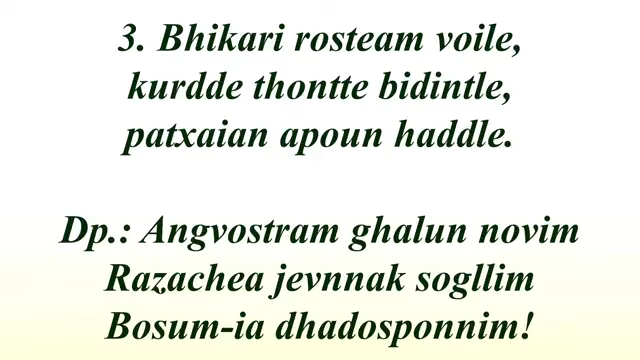 3. Bhikari rosteam voile,
kurdde thontte bidintle,
patxaian apoun haddle.
Dp.: Angvostram ghalun novim
Razachea jevnnak sogllim
Bosum-ia dhadosponnim!